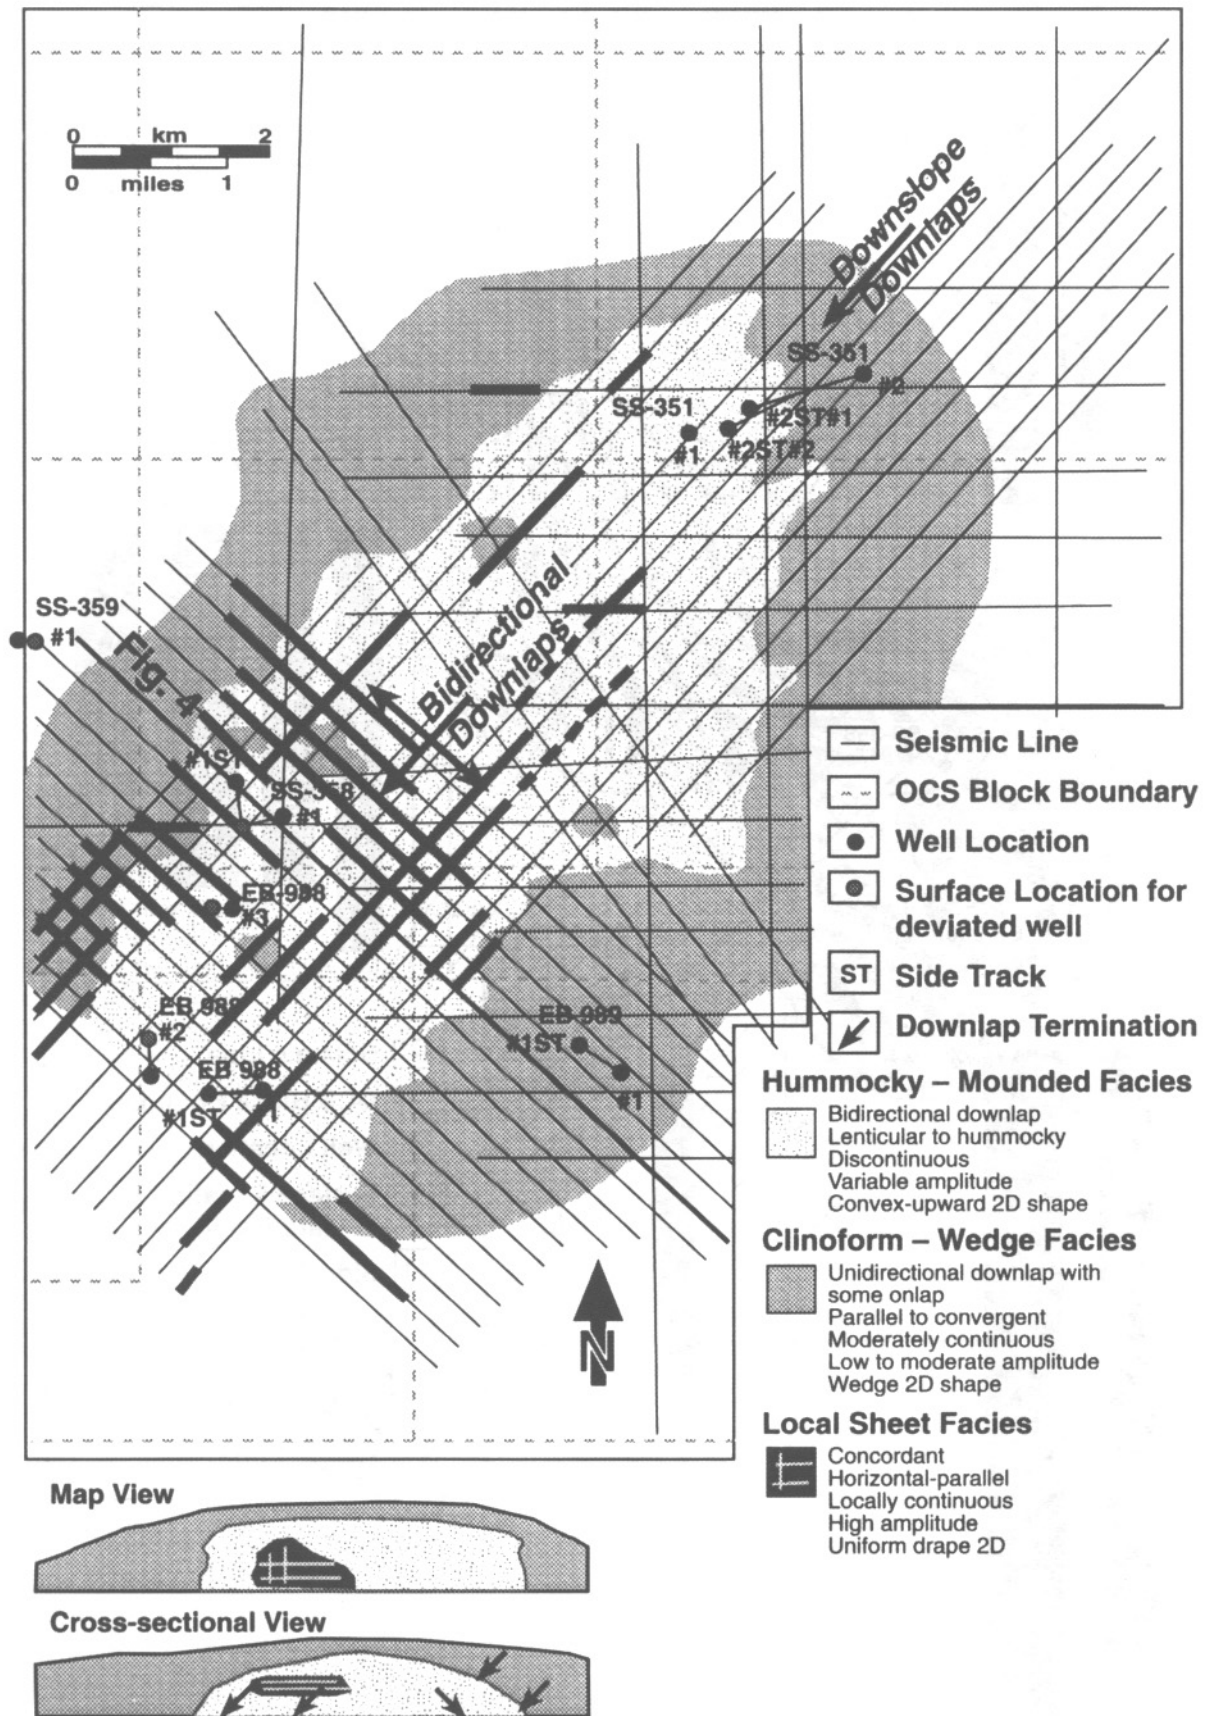 0 km 2
0 miles 1
Downslope
Downlaps
SS-351
#2
SS-351
#2ST#1
#1
#2ST#2
Bidirectional
Downlaps
SS-359
#1
Fig. 4
#1ST
SS-358
#1
EB-988
#3
EB 988
#2
EB 988
#1ST
1
EB 989
#1ST
#1
N
Seismic Line
OCS Block Boundary
Well Location
Surface Location for
deviated well
ST Side Track
Downlap Termination
Hummocky – Mounded Facies
Bidirectional downlap
Lenticular to hummocky
Discontinuous
Variable amplitude
Convex-upward 2D shape
Clinoform – Wedge Facies
Unidirectional downlap with
some onlap
Parallel to convergent
Moderately continuous
Low to moderate amplitude
Wedge 2D shape
Local Sheet Facies
Concordant
Horizontal-parallel
Locally continuous
High amplitude
Uniform drape 2D
Map View
Cross-sectional View